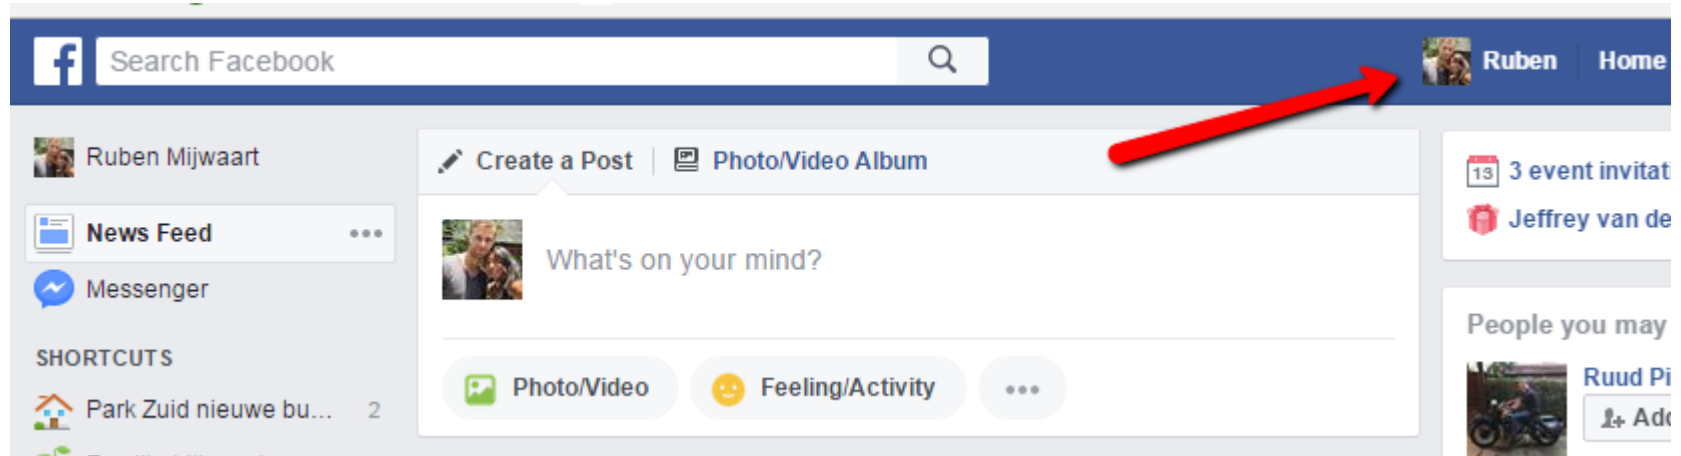 f
Search Facebook
Ruben
Home
Ruben Mijwaart
News Feed
Messenger
SHORTCUTS
Park Zuid nieuwe bu...
2
Create a Post
Photo/Video Album
What's on your mind?
Photo/Video
Feeling/Activity
13
3 event invitati
Jeffrey van de
People you may
Ruud Pi
Add